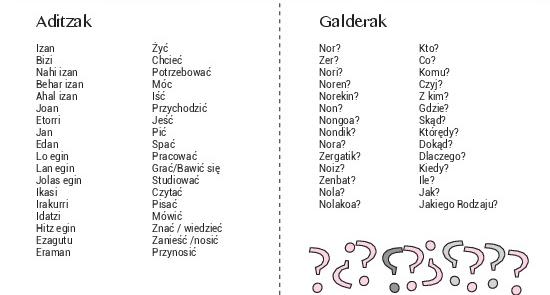 Aditzak
Izan Żyć
Bizi Chcieć
Nahi izan Potrzebować
Behar izan Móc
Ahal izan Iść
Joan Przychodzić
Etorri Jeść
Jan Pić
Edan Spać
Lo egin Pracować
Lan egin Grać/Bawić się
Jolas egin Studiować
Ikasi Czytać
Irakurri Pisać
Idatzi Mówić
Hitz egin Znać / wiedzieć
Ezagutu Zanieść /nosić
Eraman Przynosić
Galderak
Nor? Kto?
Zer? Co?
Nori? Komu?
Noren? Czyj?
Norekin? Z kim?
Non? Gdzie?
Nongoa? Skąd?
Nondik? Którędy?
Nora? Dokąd?
Zergatik? Dlaczego?
Noiz? Kiedy?
Zenbat? Ile?
Nola? Jak?
Nolakoa? Jakiego Rodzaju?